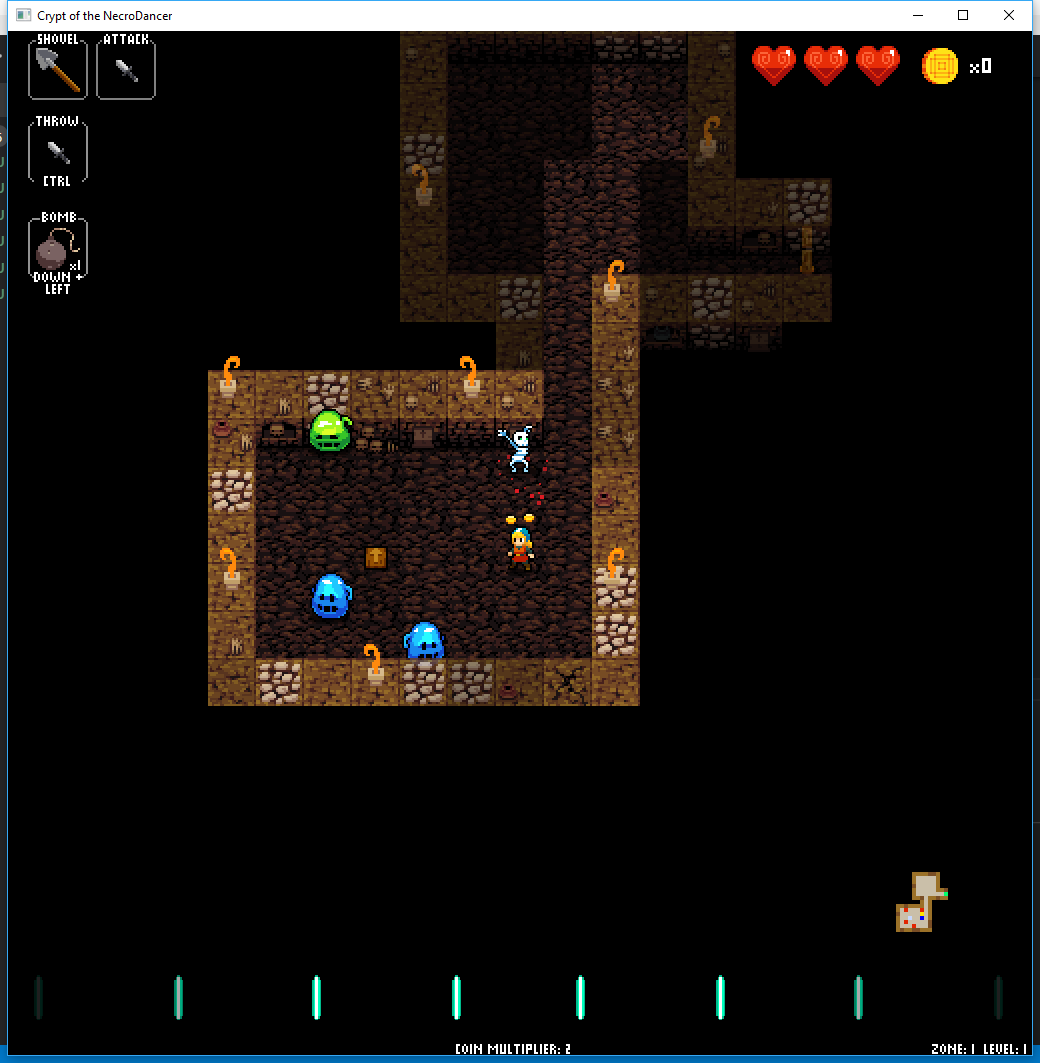 Crypt of the NecroDancer
SHOVEL ATTACK
x0
THROW
CTRL
BOMB
x1
DOWN +
LEFT
COIN MULTIPLIER: 2
ZONE: 1 LEVEL: 1